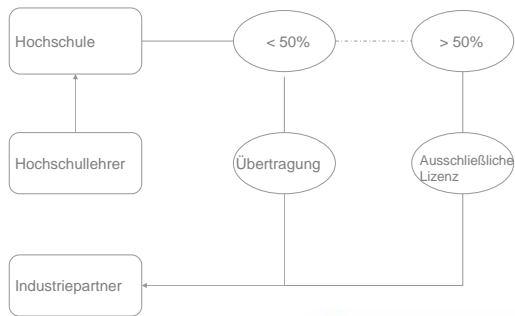 Hochschule
< 50%
> 50%
Hochschullehrer
Übertragung
Ausschließliche
Lizenz
Industriepartner